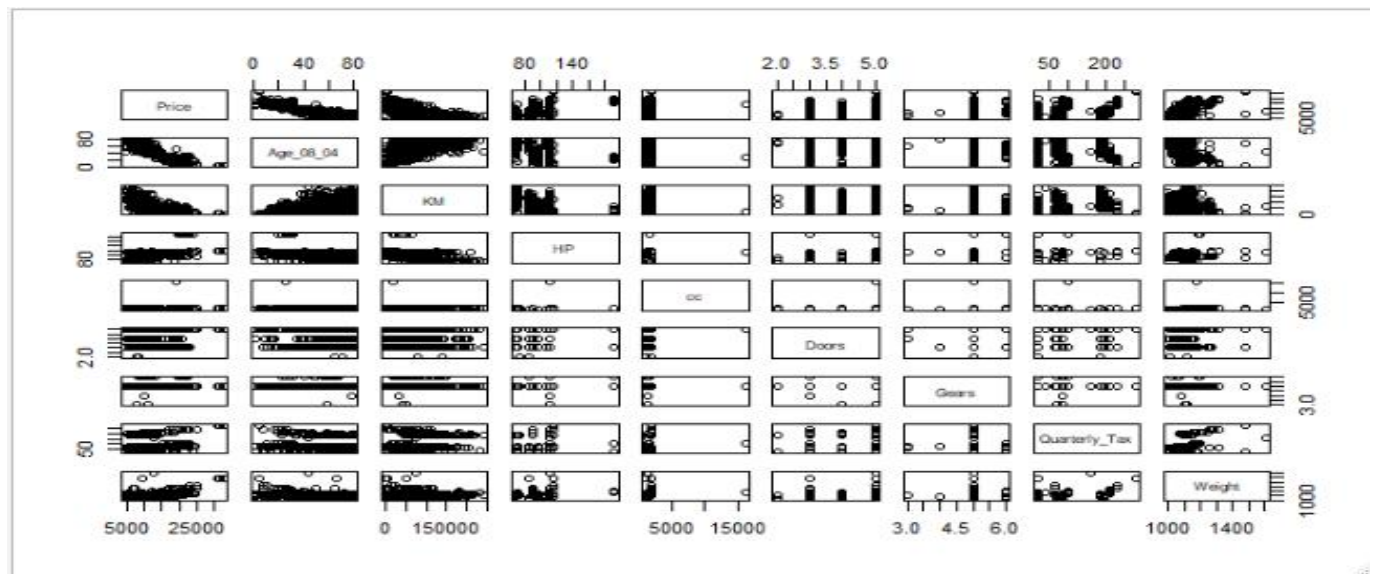 0 40 80 80 140 2.0 3.5 5.0 50 200
Price 5000
0 80 Age_08_04
KM 0
80 HP
cc 5000
2.0 Doors
Gears 3.0
50 Quarterly_Tax
Weight 1000
5000 25000 0 150000 5000 15000 3.0 4.5 6.0 1000 1400